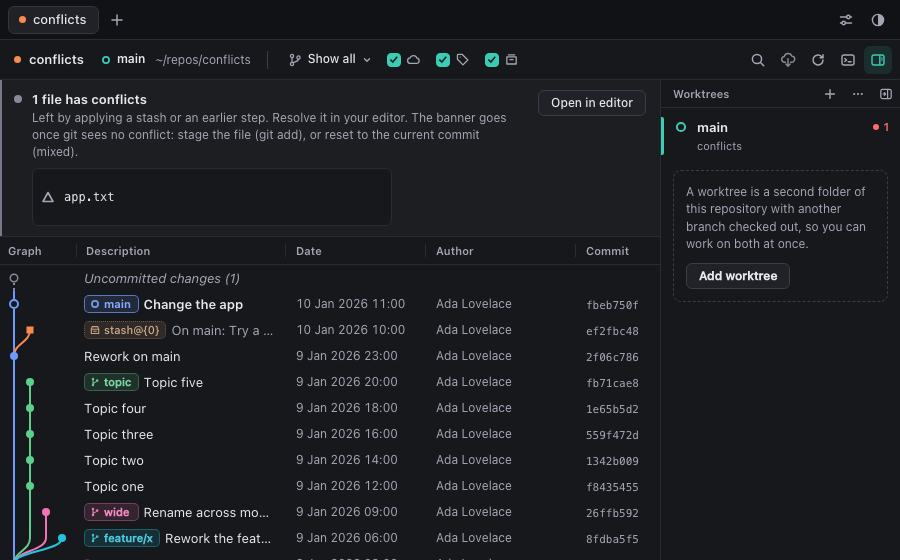 conflicts
conflicts main ~/repos/conflicts Show all
1 file has conflicts
Left by applying a stash or an earlier step. Resolve it in your editor. The banner goes
once git sees no conflict: stage the file (git add), or reset to the current commit
(mixed).
Open in editor
app.txt
Graph Description Date Author Commit
Uncommitted changes (1)
main Change the app 10 Jan 2026 11:00 Ada Lovelace fbeb750f
stash@{0} On main: Try a ... 10 Jan 2026 10:00 Ada Lovelace ef2fbc48
Rework on main 9 Jan 2026 23:00 Ada Lovelace 2f06c786
topic Topic five 9 Jan 2026 20:00 Ada Lovelace fb71cae8
Topic four 9 Jan 2026 18:00 Ada Lovelace 1e65b5d2
Topic three 9 Jan 2026 16:00 Ada Lovelace 559f472d
Topic two 9 Jan 2026 14:00 Ada Lovelace 1342b009
Topic one 9 Jan 2026 12:00 Ada Lovelace f8435455
wide Rename across mo... 9 Jan 2026 09:00 Ada Lovelace 26ffb592
feature/x Rework the feat... 9 Jan 2026 06:00 Ada Lovelace 8fdba5f5
Worktrees
main 1
conflicts
A worktree is a second folder of
this repository with another
branch checked out, so you can
work on both at once.
Add worktree